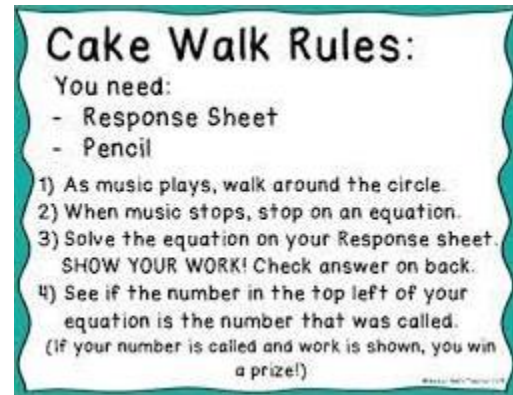 Cake Walk Rules:
You need:
- Response Sheet
- Pencil
1) As music plays, walk around the circle.
2) When music stops, stop on an equation.
3) Solve the equation on your Response sheet.
SHOW YOUR WORK! Check answer on back.
4) See if the number in the top left of your
equation is the number that was called.
(If your number is called and work is shown, you win
a prize!)